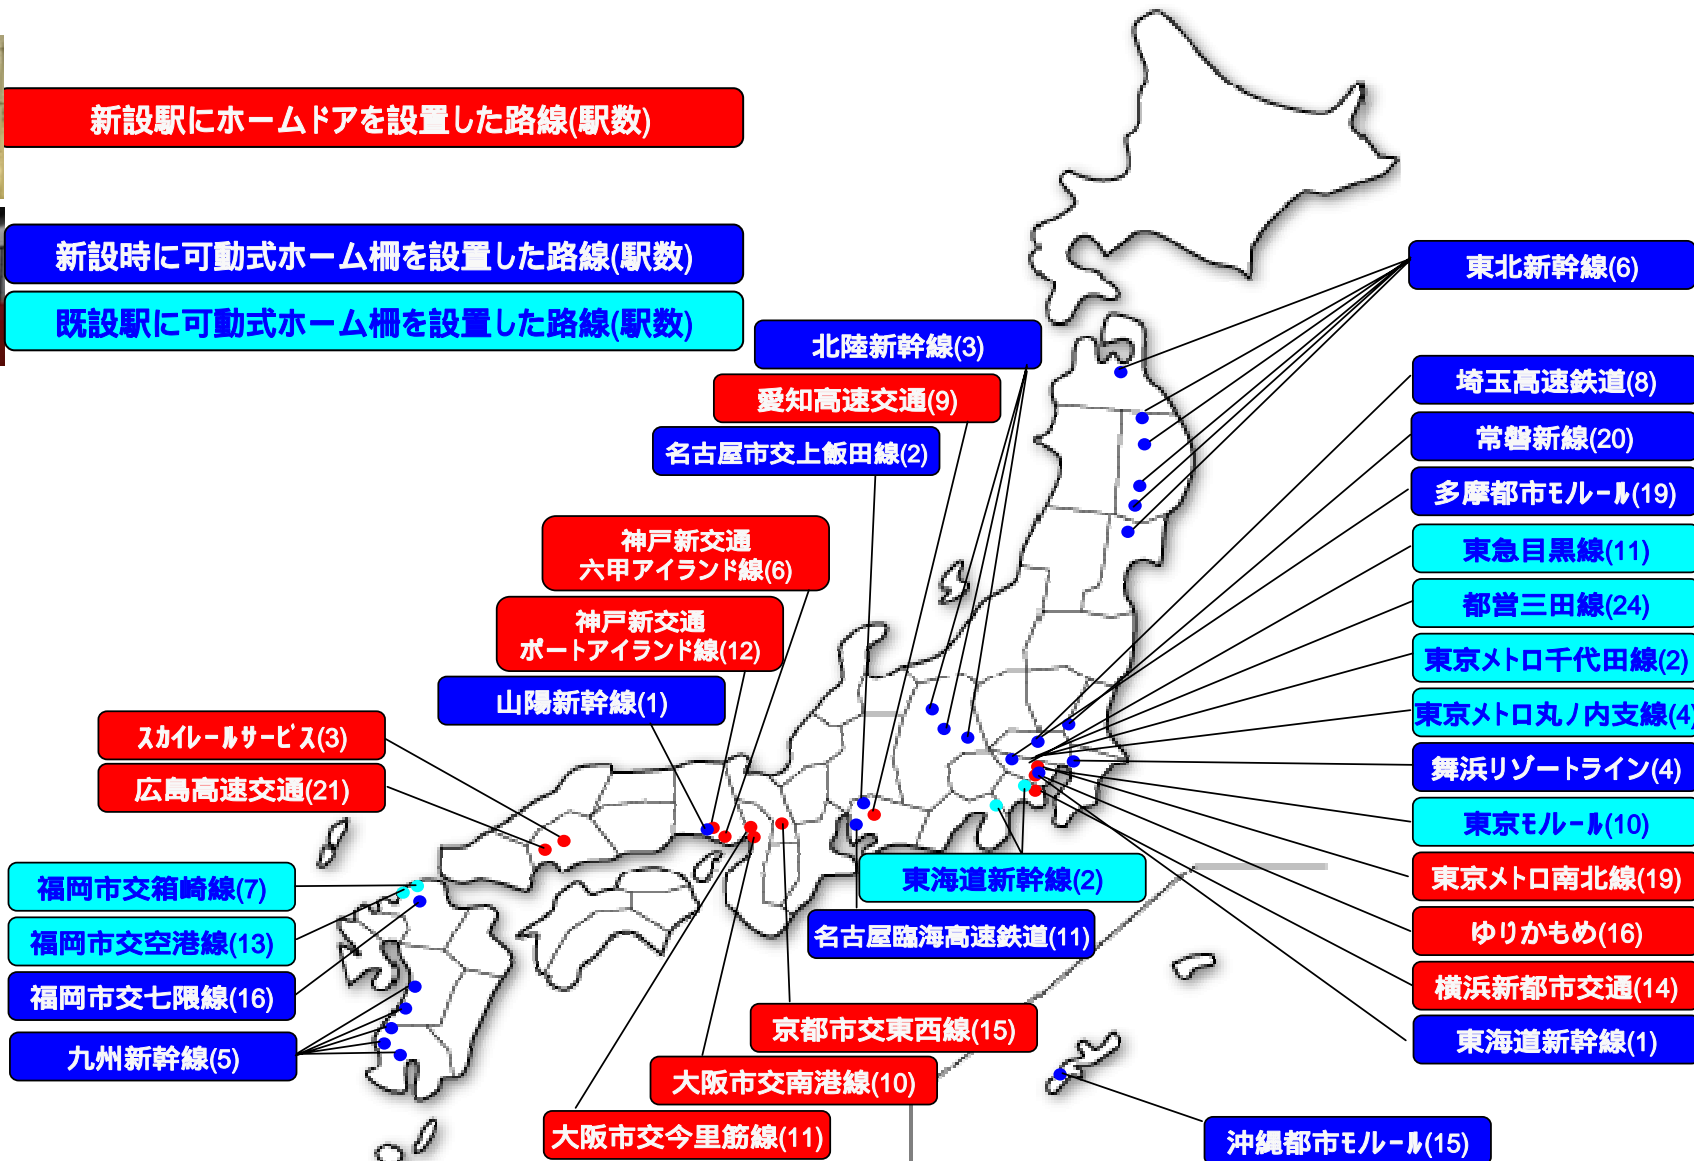 新設駅にホームドアを設置した路線(駅数)
新設時に可動式ホーム柵を設置した路線(駅数)
既設駅に可動式ホーム柵を設置した路線(駅数)
東北新幹線(6)
北陸新幹線(3)
愛知高速交通(9)
名古屋市交上飯田線(2)
神戸新交通
六甲アイランド線(6)
神戸新交通
ポートアイランド線(12)
山陽新幹線(1)
スカイレールサービス(3)
広島高速交通(21)
埼玉高速鉄道(8)
常磐新線(20)
多摩都市モノレール(19)
東急目黒線(11)
都営三田線(24)
東京メトロ千代田線(2)
東京メトロ丸ノ内支線(4)
舞浜リゾートライン(4)
東京モノレール(10)
東京メトロ南北線(19)
ゆりかもめ(16)
横浜新都市交通(14)
東海道新幹線(1)
東海道新幹線(2)
名古屋臨海高速鉄道(11)
福岡市交箱崎線(7)
福岡市交空港線(13)
福岡市交七隈線(16)
九州新幹線(5)
京都市交東西線(15)
大阪市交南港線(10)
大阪市交今里筋線(11)
沖縄都市モノレール(15)